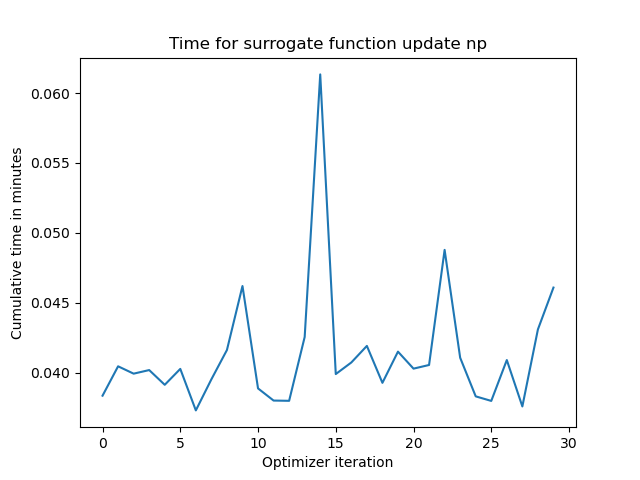 Time for surrogate function update np
Cumulative time in minutes
0.060
0.055
0.050
0.045
0.040
0 5 10 15 20 25 30
Optimizer iteration